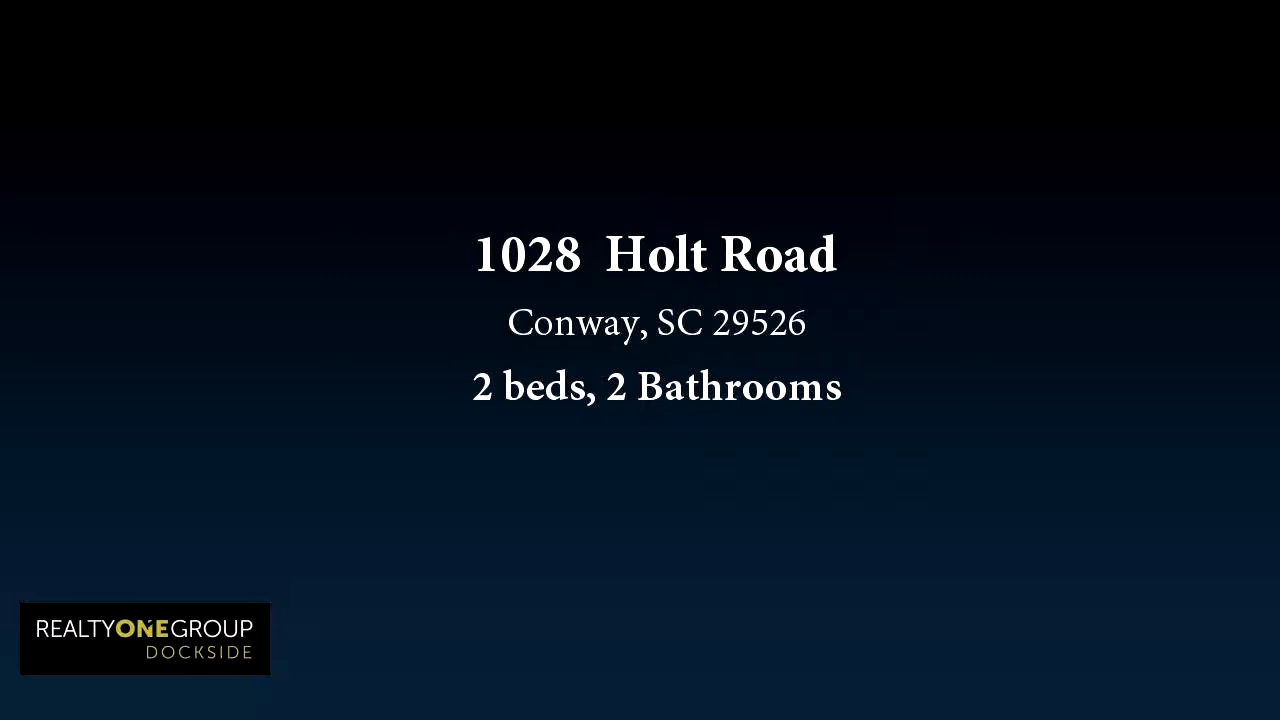 1028 Holt Road
Conway, SC 29526
2 beds, 2 Bathrooms
REALTYONEGROUP
DOCKSIDE